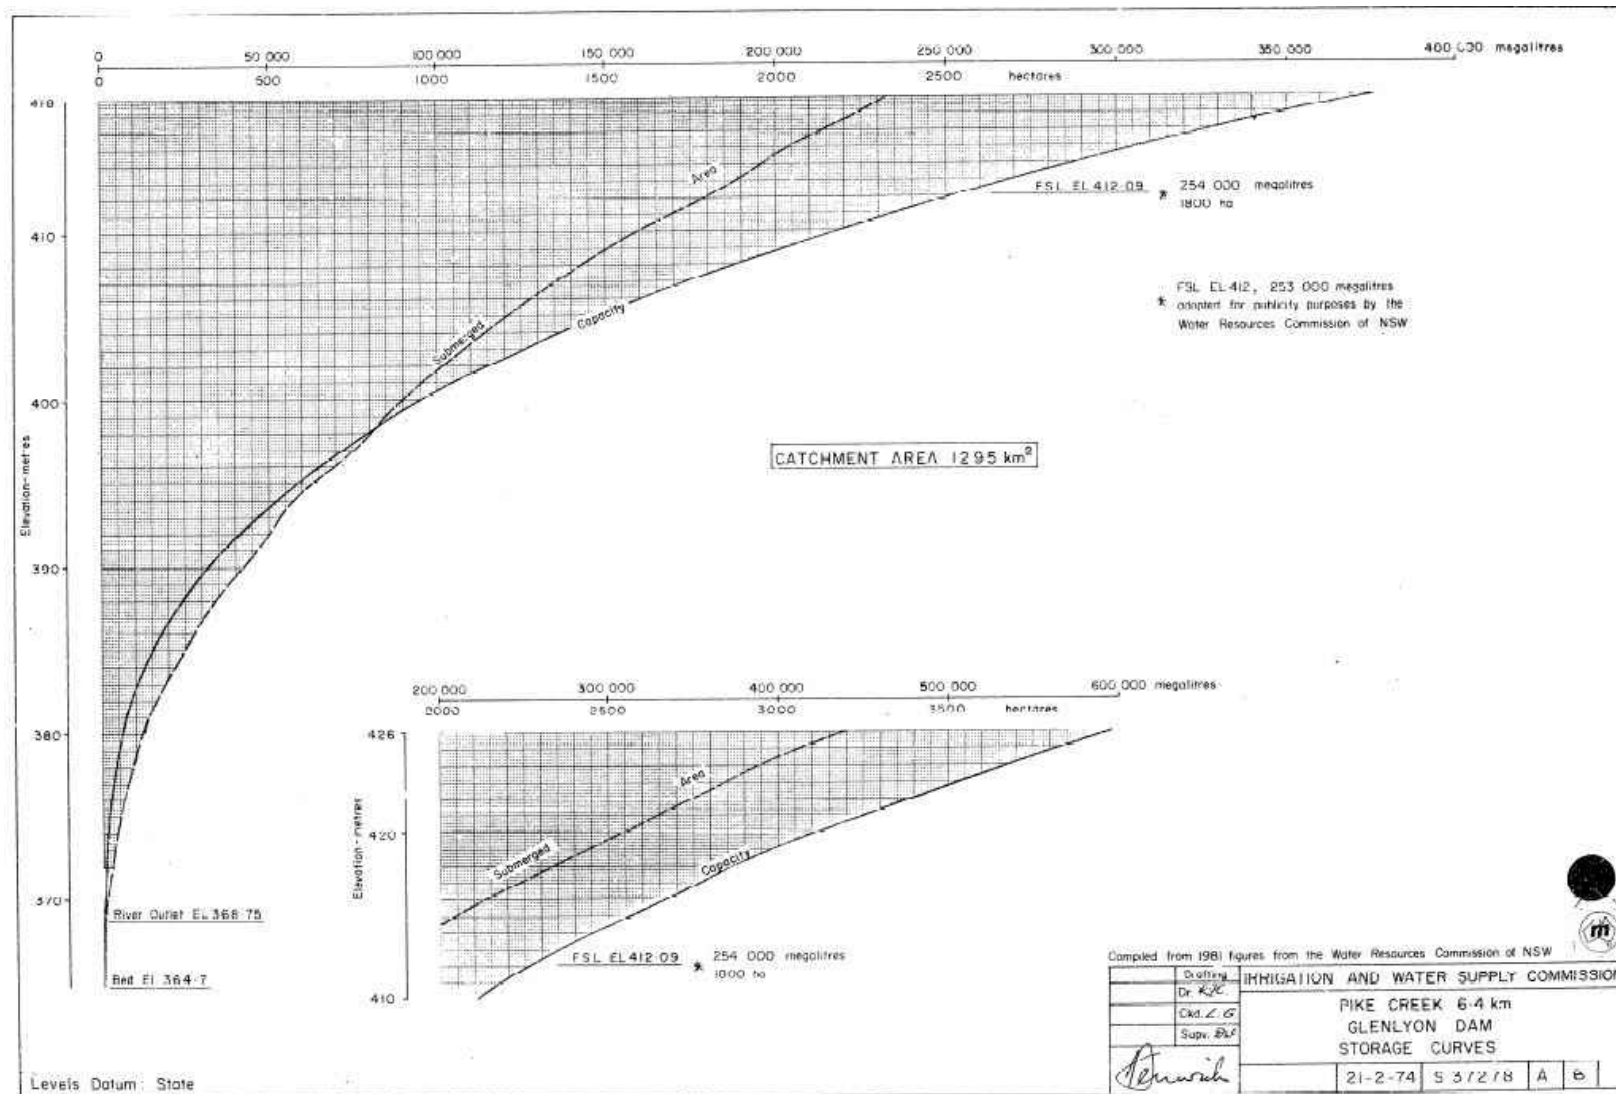 0 50 000 100 000 150 000 200 000 250 000 300 000 350 000 400 000 megalitres
0 500 1000 1500 2000 2500 hectares
418
Area
FSL EL 412·09 * 254 000 megalitres
1800 ha
410
* FSL EL 412, 253 000 megalitres
adopted for publicity purposes by the
Water Resources Commission of NSW
Capacity
Submerged
400
CATCHMENT AREA 1295 km²
Elevation-metres
390
380
370
River Outlet EL 368·75
Bed El 364·7
200 000 300 000 400 000 500 000 600 000 megalitres
2000 2500 3000 3500 hectares
426
Area
Elevation-metres
420
Submerged
Capacity
FSL EL 412·09 * 254 000 megalitres
1800 ha
410
Compiled from 1981 figures from the Water Resources Commission of NSW
Drafting
Dr.
Ckd. L. G
Supv.
IRRIGATION AND WATER SUPPLY COMMISSION
PIKE CREEK 6·4 km
GLENLYON DAM
STORAGE CURVES
21-2-74 S 37278 A B
m
Levels Datum: State